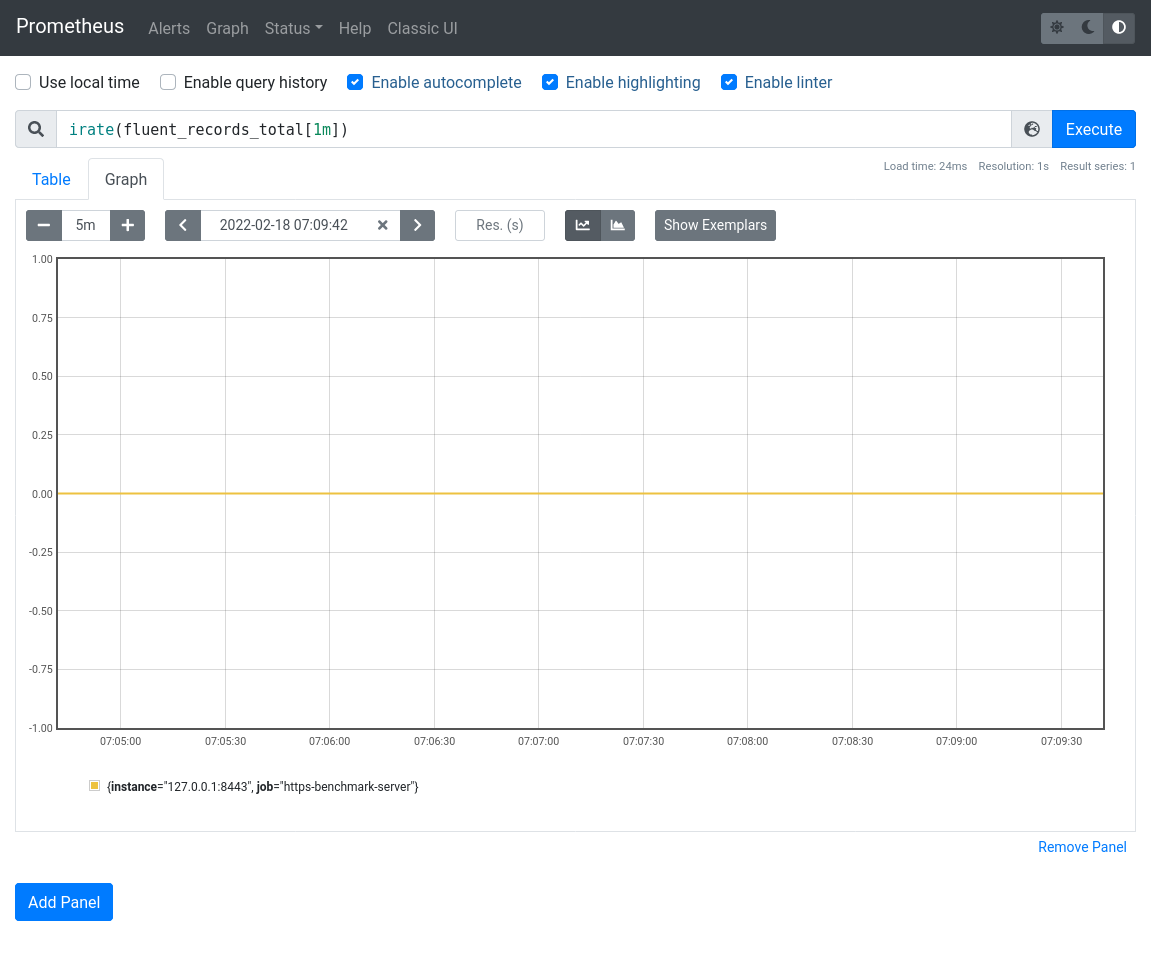 Prometheus Alerts Graph Status Help Classic UI
Use local time Enable query history Enable autocomplete Enable highlighting Enable linter
irate(fluent_records_total[1m]) Execute
Load time: 24ms Resolution: 1s Result series: 1
Table Graph
5m 2022-02-18 07:09:42 Res. (s) Show Exemplars
1.00
0.75
0.50
0.25
0.00
-0.25
-0.50
-0.75
-1.00
07:05:00 07:05:30 07:06:00 07:06:30 07:07:00 07:07:30 07:08:00 07:08:30 07:09:00 07:09:30
{instance="127.0.0.1:8443", job="https-benchmark-server"}
Remove Panel
Add Panel